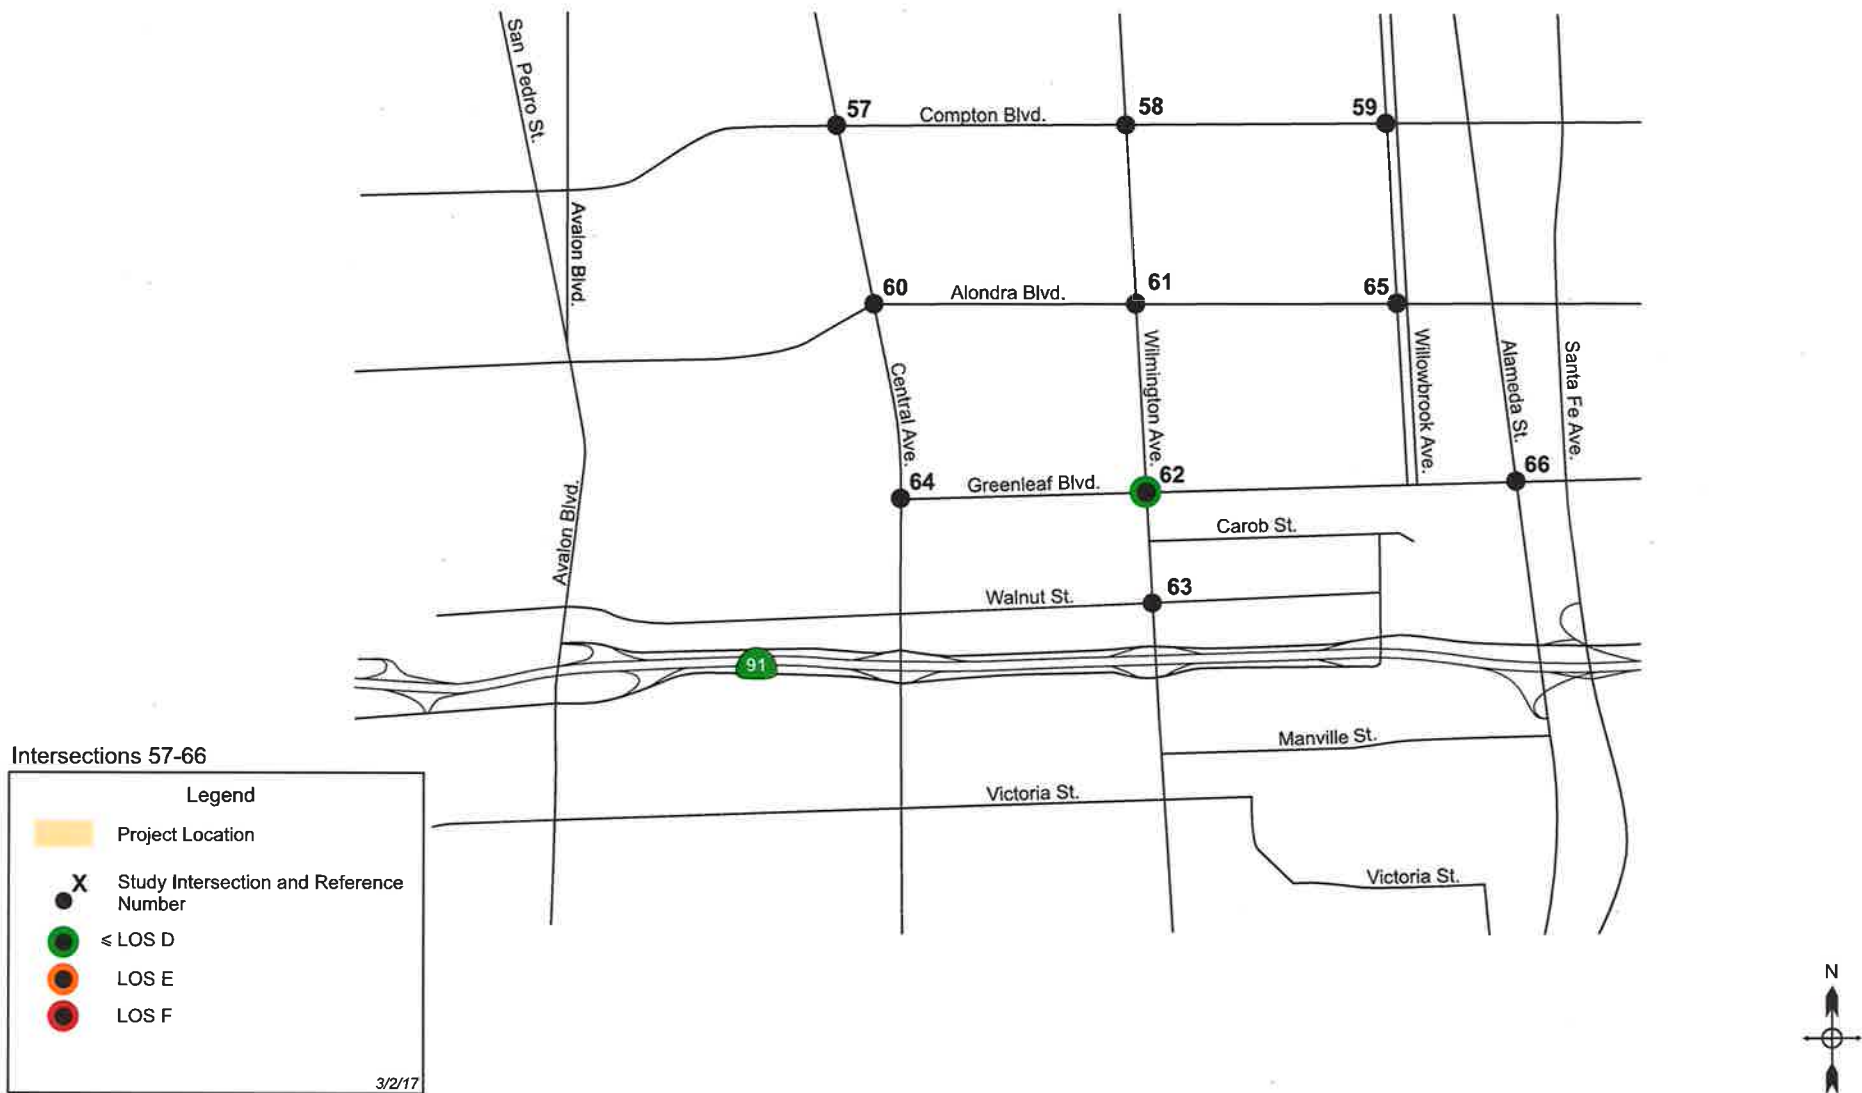 San Pedro St.
Avalon Blvd.
57
Compton Blvd.
58
59
60
Alondra Blvd.
61
65
Central Ave.
Wilmington Ave.
Willowbrook Ave.
Alameda St.
Santa Fe Ave.
64
Greenleaf Blvd.
62
66
Avalon Blvd.
Carob St.
Walnut St.
63
91
Manville St.
Victoria St.
Victoria St.
Intersections 57-66
Legend
Project Location
X
Study Intersection and Reference
Number
≤ LOS D
LOS E
LOS F
3/2/17
N